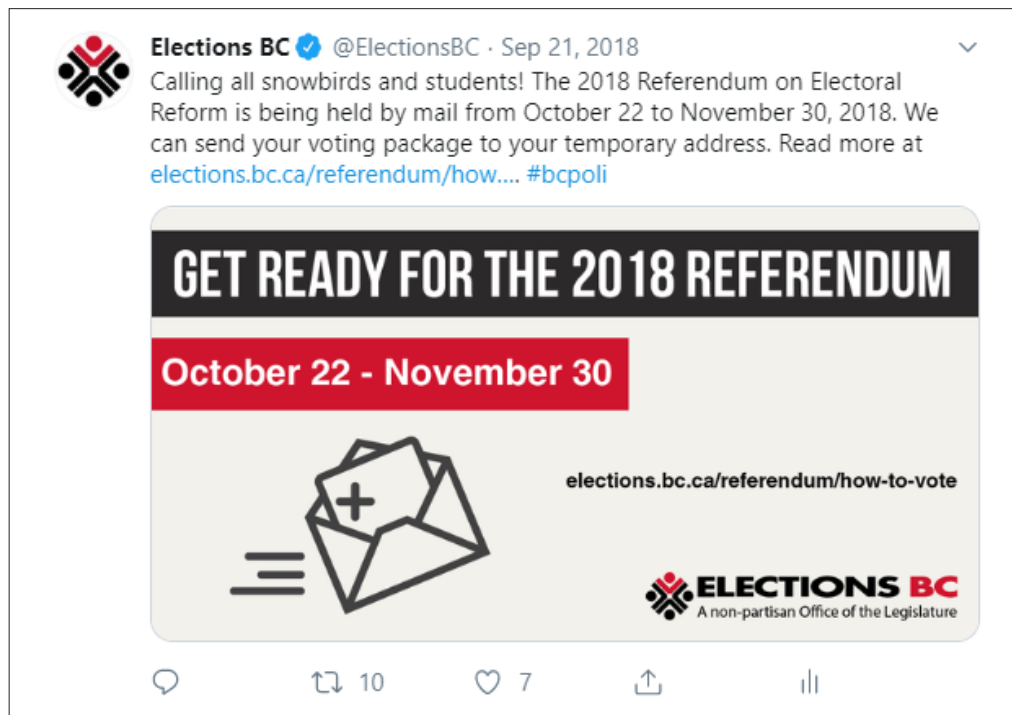 Elections BC @ElectionsBC · Sep 21, 2018
Calling all snowbirds and students! The 2018 Referendum on Electoral
Reform is being held by mail from October 22 to November 30, 2018. We
can send your voting package to your temporary address. Read more at
elections.bc.ca/referendum/how.... #bcpoli
GET READY FOR THE 2018 REFERENDUM
October 22 - November 30
elections.bc.ca/referendum/how-to-vote
ELECTIONS BC
A non-partisan Office of the Legislature
10 7